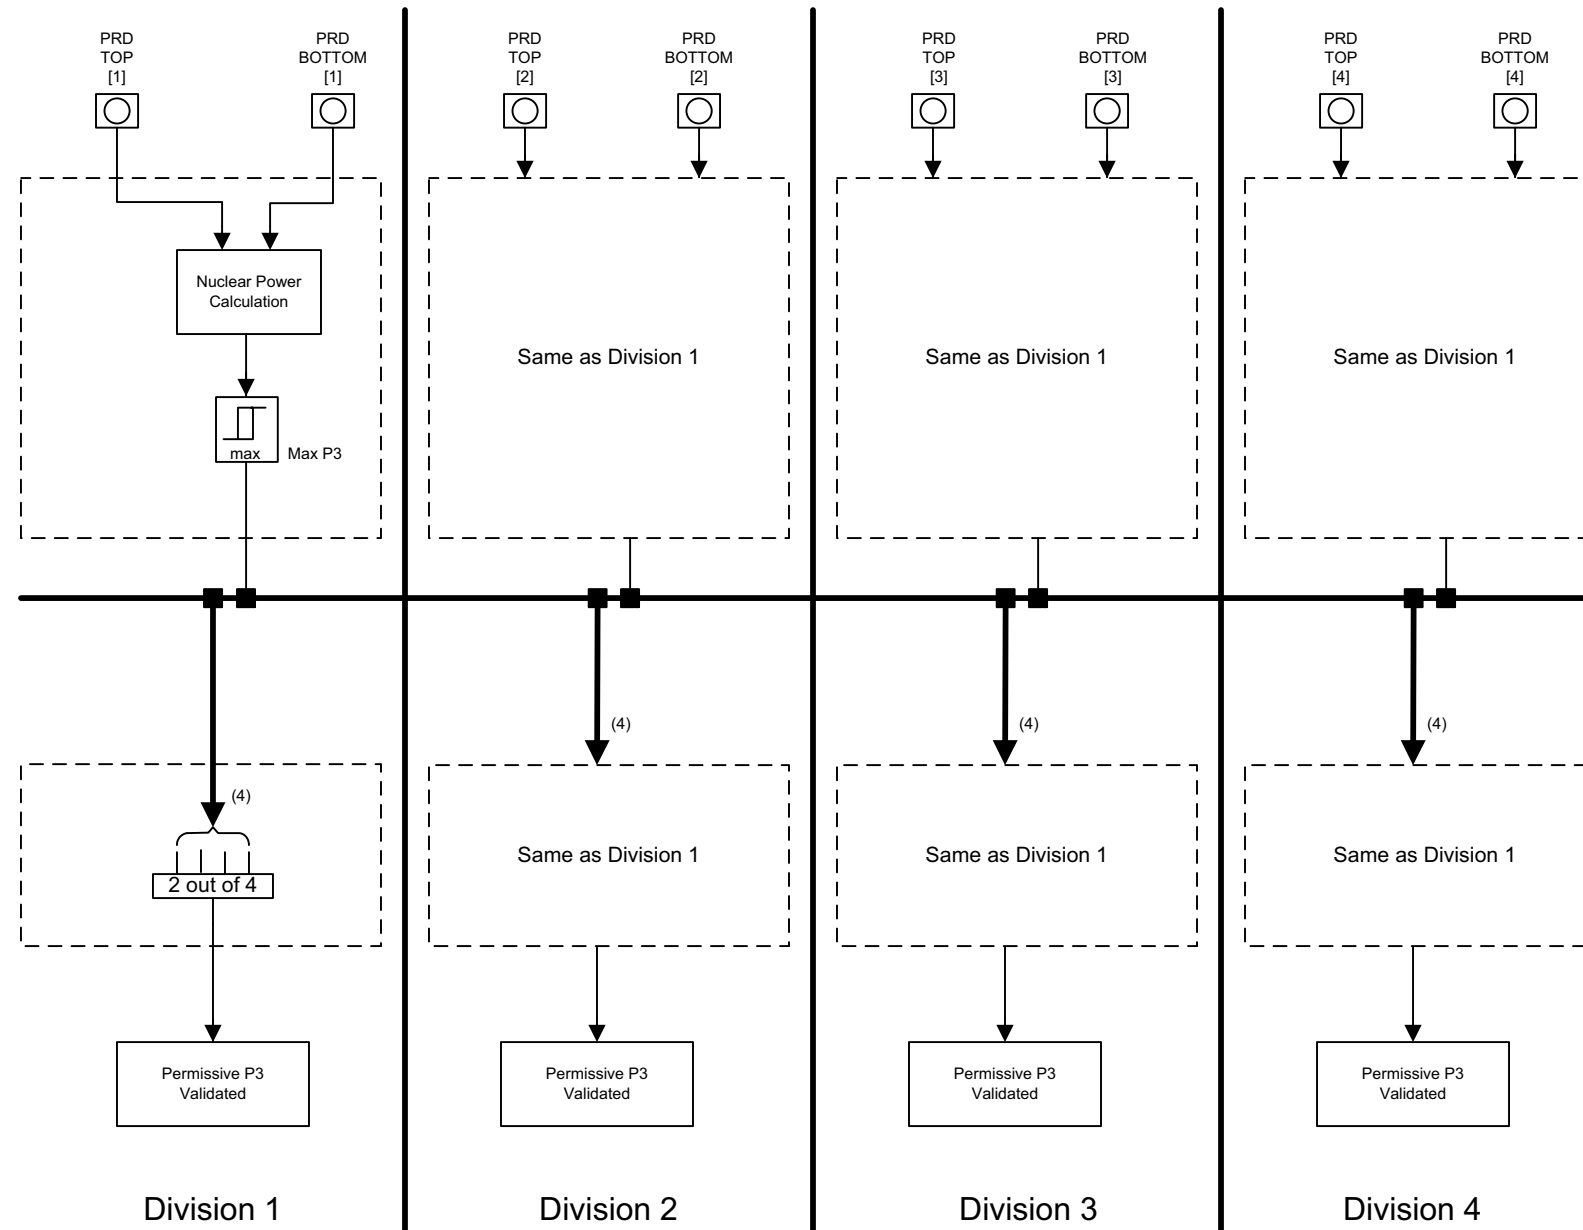 PRD
TOP
[1]
PRD
BOTTOM
[1]
PRD
TOP
[2]
PRD
BOTTOM
[2]
PRD
TOP
[3]
PRD
BOTTOM
[3]
PRD
TOP
[4]
PRD
BOTTOM
[4]
Nuclear Power
Calculation
max
Max P3
Same as Division 1
Same as Division 1
Same as Division 1
(4)
(4)
(4)
(4)
2 out of 4
Same as Division 1
Same as Division 1
Same as Division 1
Permissive P3
Validated
Permissive P3
Validated
Permissive P3
Validated
Permissive P3
Validated
Division 1
Division 2
Division 3
Division 4